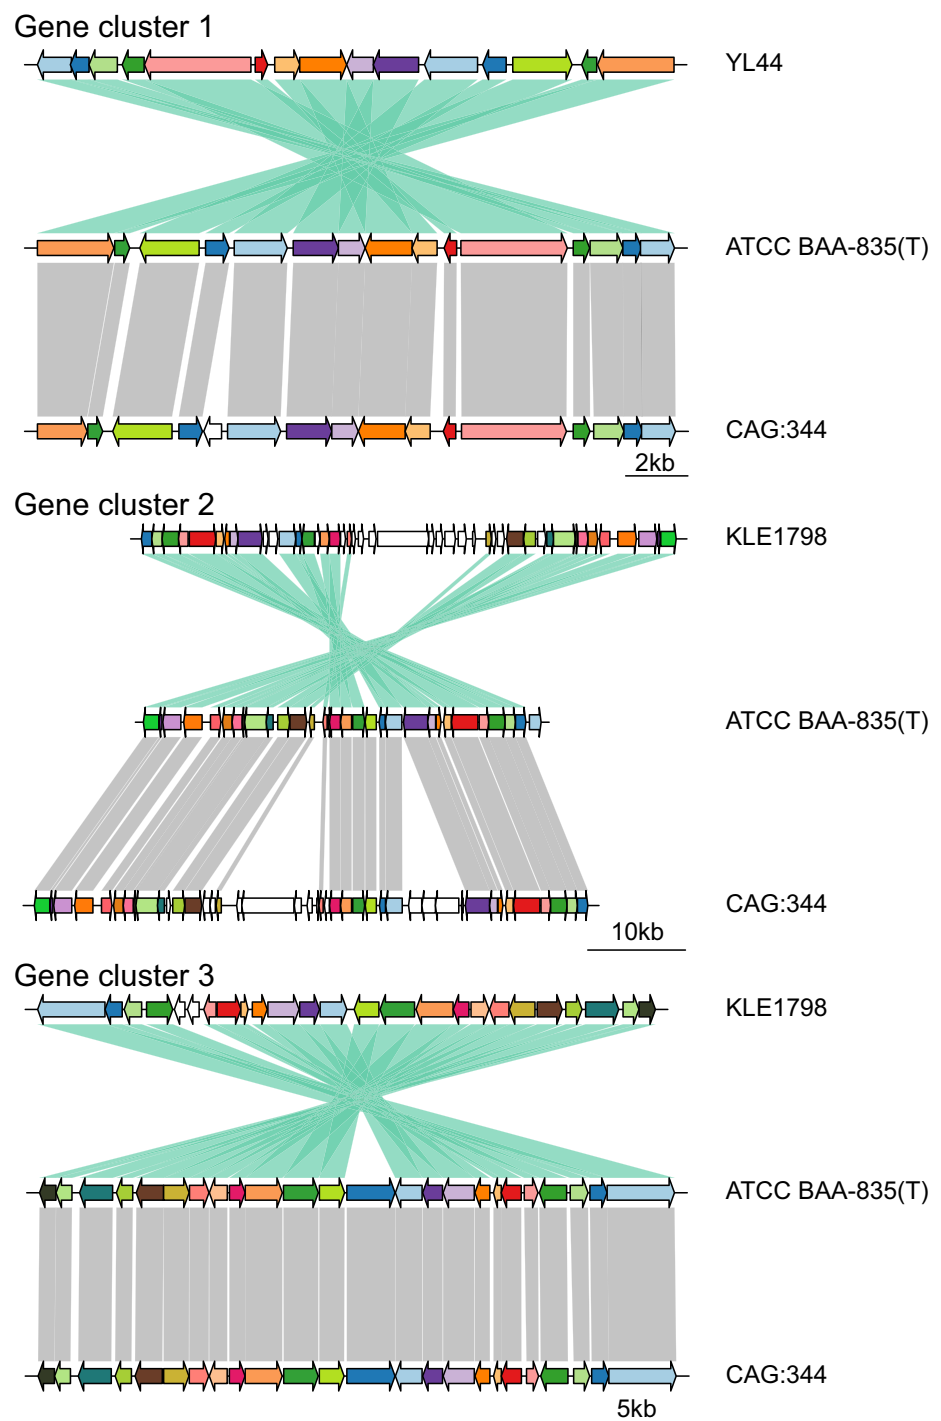 Gene cluster 1
YL44
ATCC BAA-835(T)
CAG:344
2kb
Gene cluster 2
KLE1798
ATCC BAA-835(T)
CAG:344
10kb
Gene cluster 3
KLE1798
ATCC BAA-835(T)
CAG:344
5kb